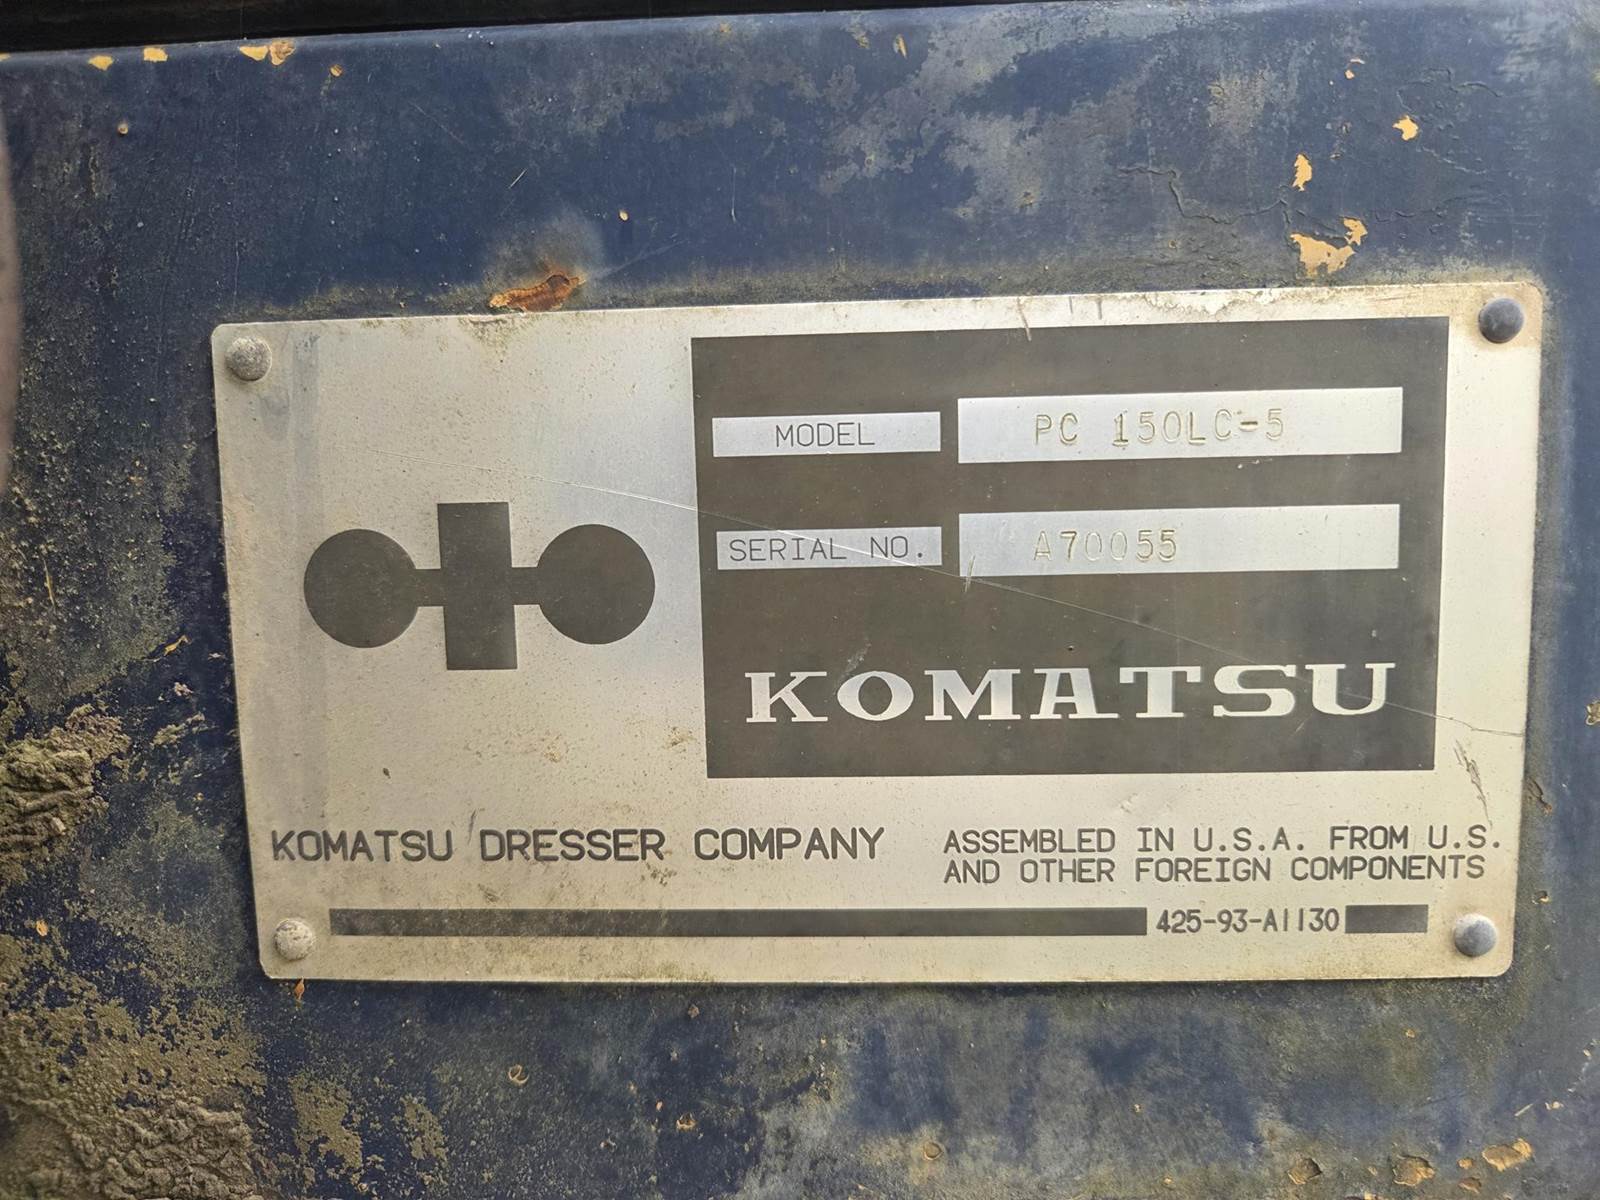 MODEL PC 150LC-5
SERIAL NO. A70055
KOMATSU
KOMATSU DRESSER COMPANY
ASSEMBLED IN U.S.A. FROM U.S.
AND OTHER FOREIGN COMPONENTS
425-93-A1130